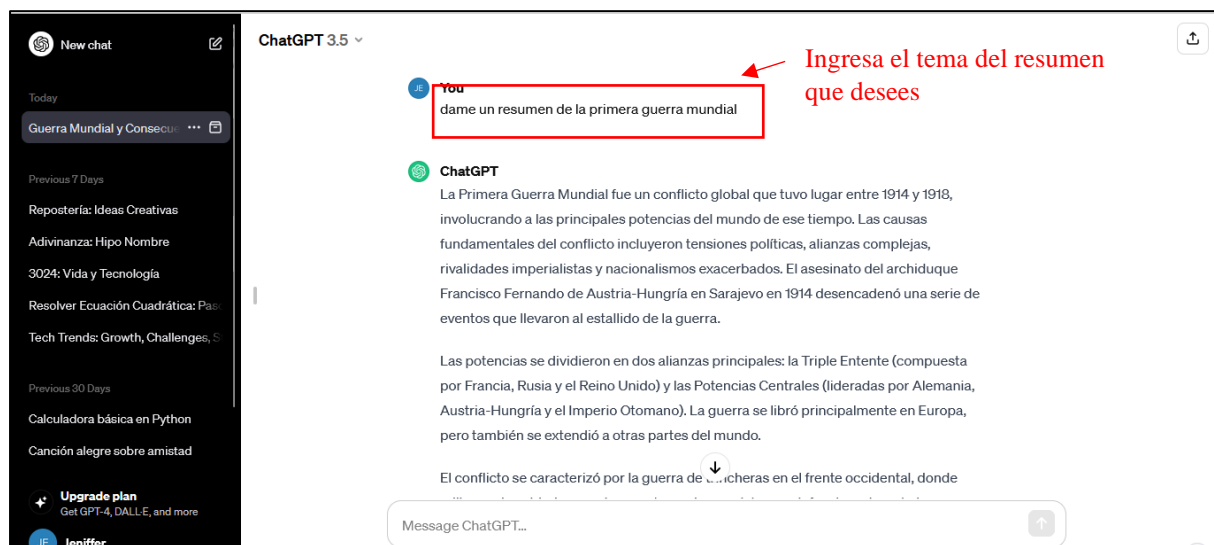 New chat
Today
Guerra Mundial y Consecu
Previous 7 Days
Repostería: Ideas Creativas
Adivinanza: Hipo Nombre
3024: Vida y Tecnología
Resolver Ecuación Cuadrática: Pas
Tech Trends: Growth, Challenges, S
Previous 30 Days
Calculadora básica en Python
Canción alegre sobre amistad
Upgrade plan
Get GPT-4, DALL·E, and more
JE Jeniffer
ChatGPT 3.5
Ingresa el tema del resumen
que desees
JE You
dame un resumen de la primera guerra mundial
ChatGPT
La Primera Guerra Mundial fue un conflicto global que tuvo lugar entre 1914 y 1918,
involucrando a las principales potencias del mundo de ese tiempo. Las causas
fundamentales del conflicto incluyeron tensiones políticas, alianzas complejas,
rivalidades imperialistas y nacionalismos exacerbados. El asesinato del archiduque
Francisco Fernando de Austria-Hungría en Sarajevo en 1914 desencadenó una serie de
eventos que llevaron al estallido de la guerra.
Las potencias se dividieron en dos alianzas principales: la Triple Entente (compuesta
por Francia, Rusia y el Reino Unido) y las Potencias Centrales (lideradas por Alemania,
Austria-Hungría y el Imperio Otomano). La guerra se libró principalmente en Europa,
pero también se extendió a otras partes del mundo.
El conflicto se caracterizó por la guerra de trincheras en el frente occidental, donde
Message ChatGPT...